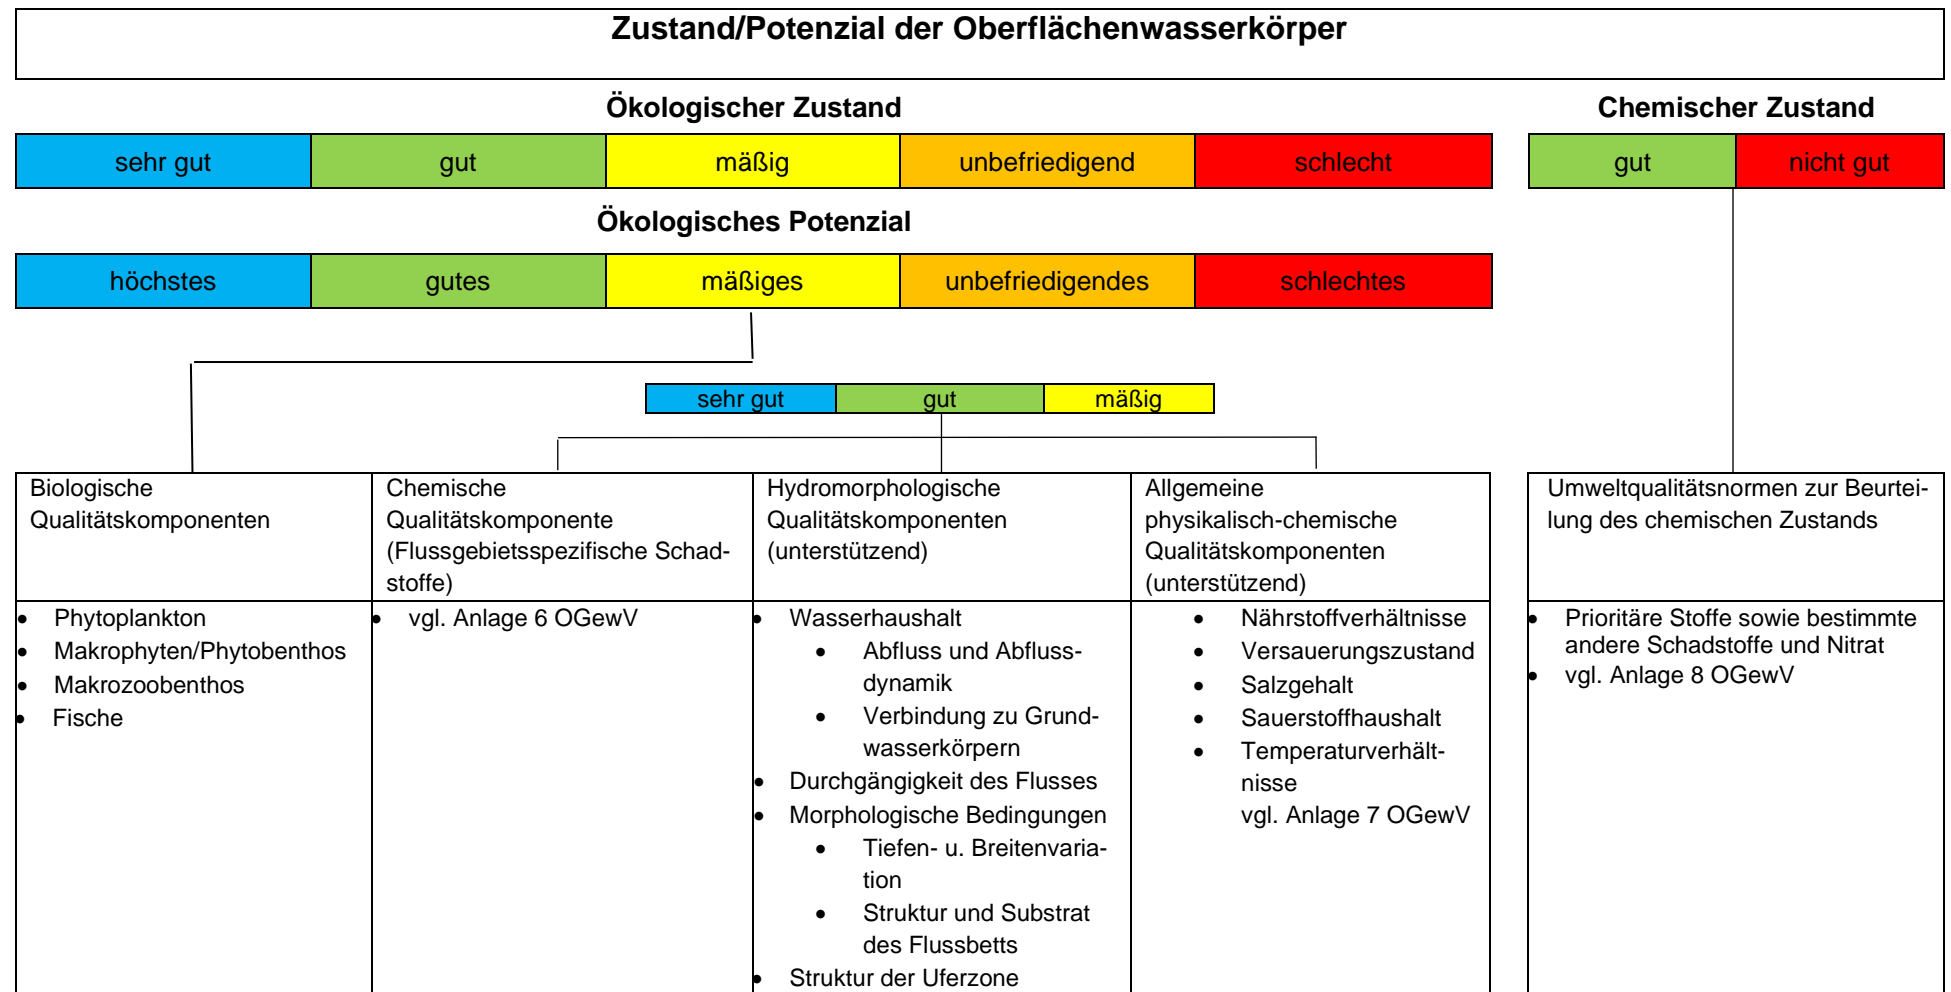 Zustand/Potenzial der Oberflächenwasserkörper
Ökologischer Zustand
Chemischer Zustand
sehr gut
gut
mäßig
unbefriedigend
schlecht
gut
nicht gut
Ökologisches Potenzial
höchstes
gutes
mäßiges
unbefriedigendes
schlechtes
sehr gut
gut
mäßig
Biologische
Qualitätskomponenten
Chemische
Qualitätskomponente
(Flussgebietsspezifische Schad-
stoffe)
Hydromorphologische
Qualitätskomponenten
(unterstützend)
Allgemeine
physikalisch-chemische
Qualitätskomponenten
(unterstützend)
Umweltqualitätsnormen zur Beurtei-
lung des chemischen Zustands
• Phytoplankton
• Makrophyten/Phytobenthos
• Makrozoobenthos
• Fische
• vgl. Anlage 6 OGewV
• Wasserhaushalt
• Abfluss und Abfluss-
dynamik
• Verbindung zu Grund-
wasserkörpern
• Durchgängigkeit des Flusses
• Morphologische Bedingungen
• Tiefen- u. Breitenvaria-
tion
• Struktur und Substrat
des Flussbetts
• Struktur der Uferzone
• Nährstoffverhältnisse
• Versauerungszustand
• Salzgehalt
• Sauerstoffhaushalt
• Temperaturverhält-
nisse
vgl. Anlage 7 OGewV
• Prioritäre Stoffe sowie bestimmte
andere Schadstoffe und Nitrat
• vgl. Anlage 8 OGewV